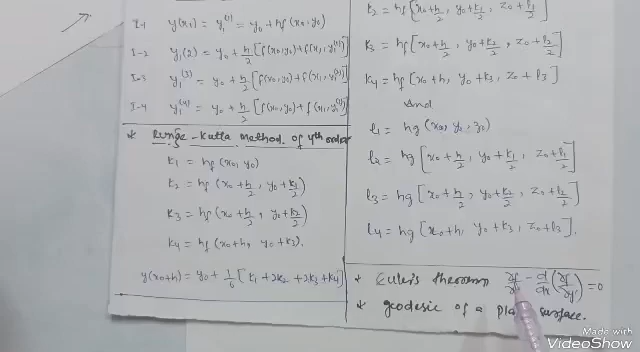 I-1 y(x₁) = y₁⁽¹⁾ = y₀ + hf(x₀, y₀)
I-2 y₁(2) = y₀ + h/2 [f(x₀, y₀) + f(x₁, y₁⁽¹⁾)]
I-3 y₁⁽³⁾ = y₀ + h/2 [f(x₀, y₀) + f(x₁, y₁⁽²⁾)]
I-4 y₁⁽⁴⁾ = y₀ + h/2 [f(x₀, y₀) + f(x₁, y₁⁽³⁾)]
* Runge-Kutta method of 4th order
k₁ = hf(x₀, y₀)
k₂ = hf(x₀ + h/2, y₀ + k₁/2)
k₃ = hf(x₀ + h/2, y₀ + k₂/2)
k₄ = hf(x₀ + h, y₀ + k₃).
y(x₀+h) = y₀ + 1/6 [k₁ + 2k₂ + 2k₃ + k₄]
k₂ = hf[x₀ + h/2, y₀ + k₁/2, z₀ + l₁/2]
k₃ = hf[x₀ + h/2, y₀ + k₂/2, z₀ + l₂/2]
k₄ = hf[x₀ + h, y₀ + k₃, z₀ + l₃]
And
l₁ = hg(x₀, y₀, z₀)
l₂ = hg[x₀ + h/2, y₀ + k₁/2, z₀ + l₁/2]
l₃ = hg[x₀ + h/2, y₀ + k₂/2, z₀ + l₂/2]
l₄ = hg[x₀ + h, y₀ + k₃, z₀ + l₃].
* Euler's theorem - d/dx (∂f/∂y') = 0
* geodesic of a surface.
Made with
VideoShow